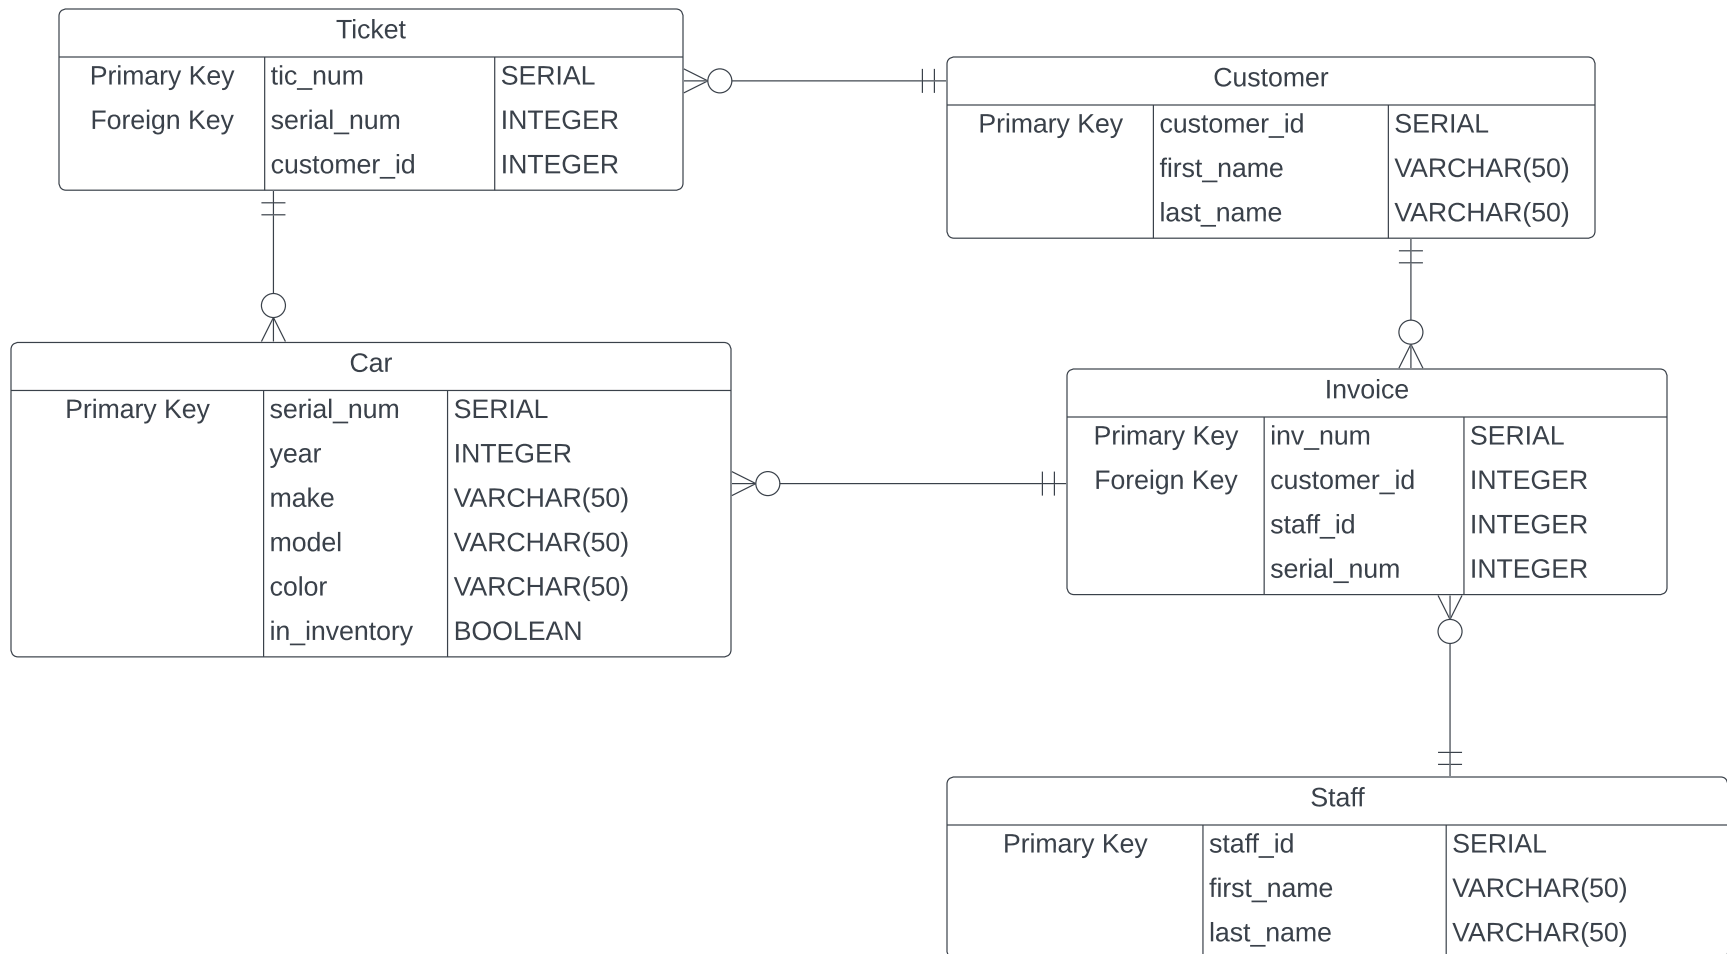 Ticket
Primary Key tic_num SERIAL
Foreign Key serial_num INTEGER
customer_id INTEGER
Customer
Primary Key customer_id SERIAL
first_name VARCHAR(50)
last_name VARCHAR(50)
Car
Primary Key serial_num SERIAL
year INTEGER
make VARCHAR(50)
model VARCHAR(50)
color VARCHAR(50)
in_inventory BOOLEAN
Invoice
Primary Key inv_num SERIAL
Foreign Key customer_id INTEGER
staff_id INTEGER
serial_num INTEGER
Staff
Primary Key staff_id SERIAL
first_name VARCHAR(50)
last_name VARCHAR(50)